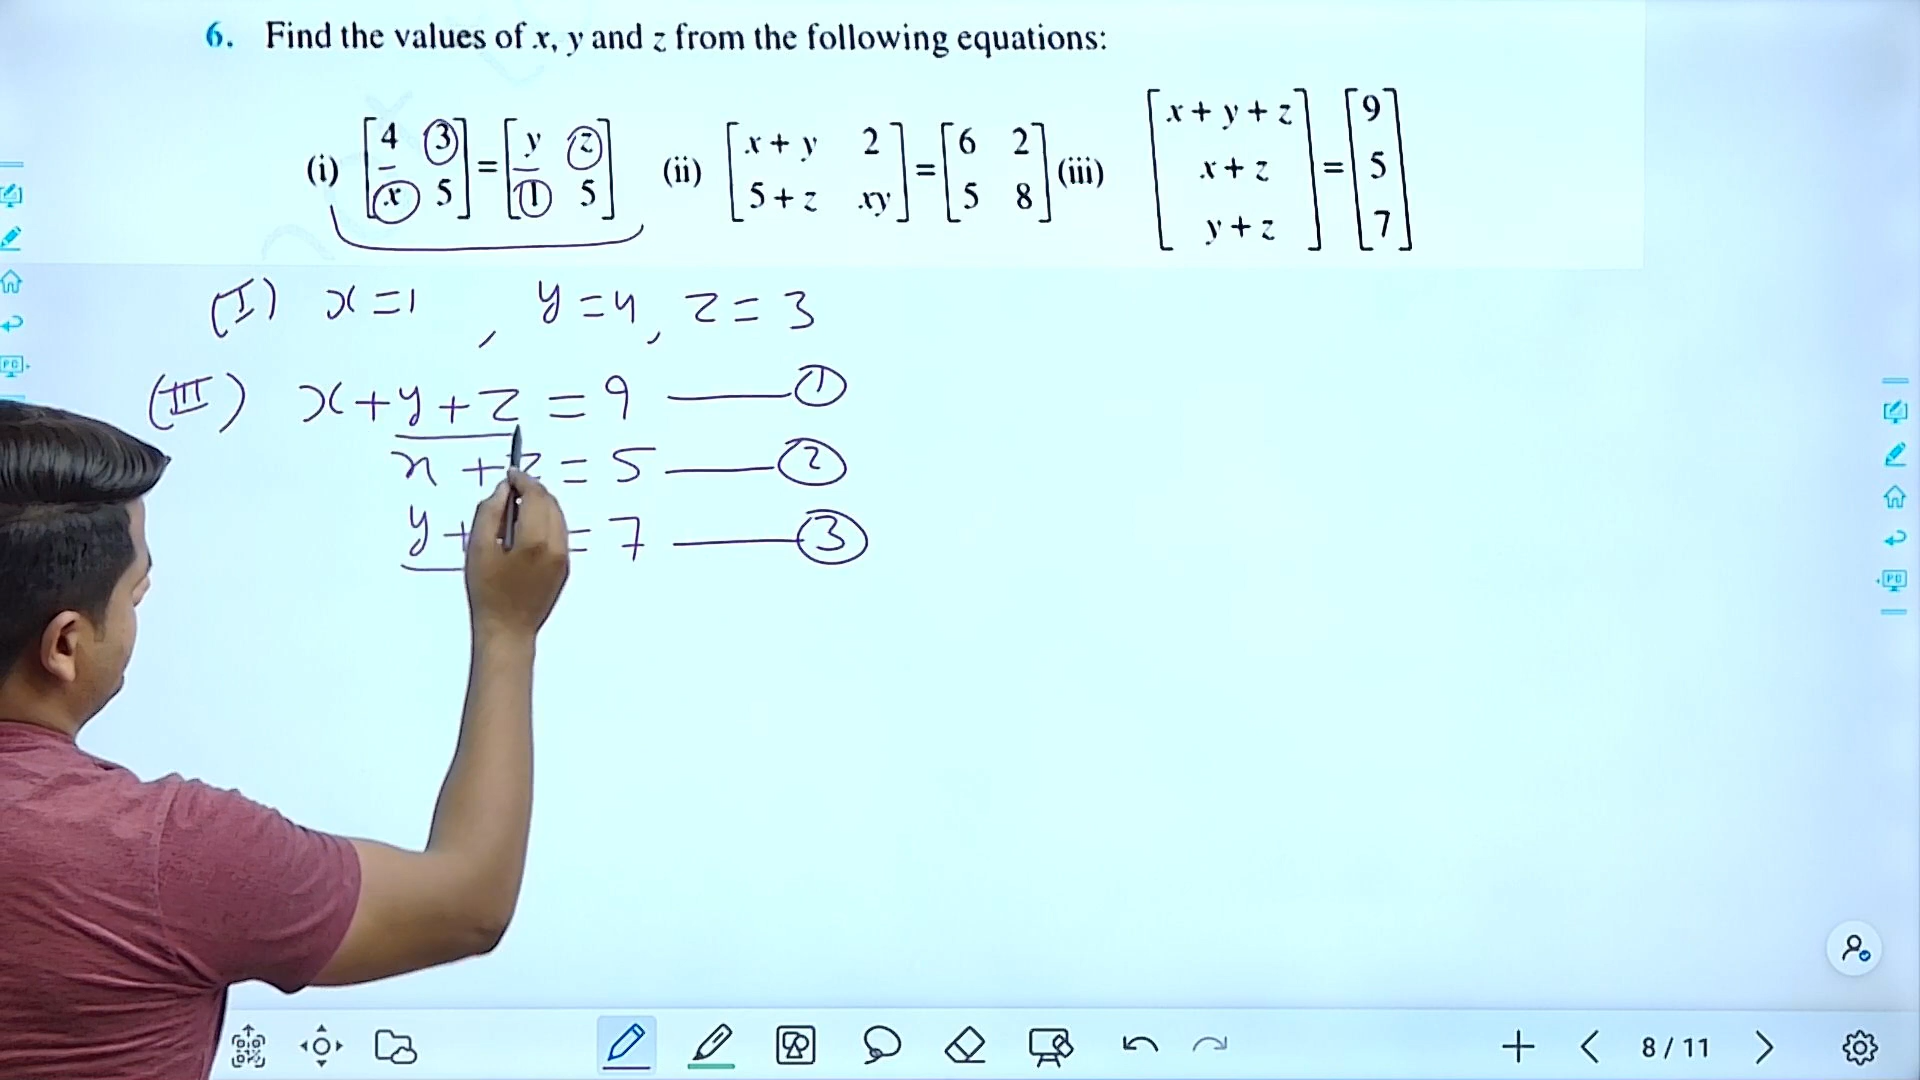 6. Find the values of x, y and z from the following equations:
(i) [4 3 x 5] = [y z 1 5] (ii) [x + y 2 5 + z xy] = [6 2 5 8] (iii) [x + y + z x + z y + z] = [9 5 7]
(I) x = 1 , y = 4 , z = 3
(III) x + y + z = 9 —— ①
x + z = 5 —— ②
y + = 7 —— ③
8 / 11